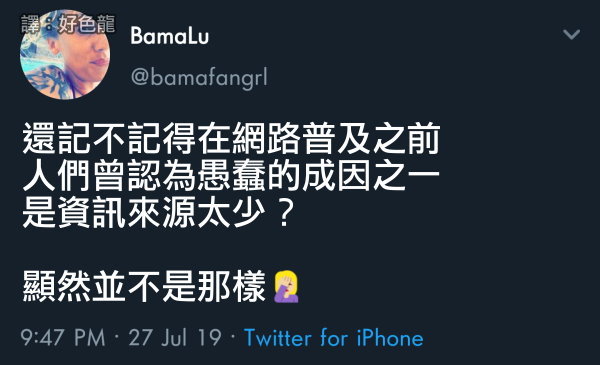 譯：好色龍
BamaLu
@bamafangrl
還記不記得在網路普及之前
人們曾認為愚蠢的成因之一
是資訊來源太少？
顯然並不是那樣🤦🏼‍♀️
9:47 PM · 27 Jul 19 · Twitter for iPhone